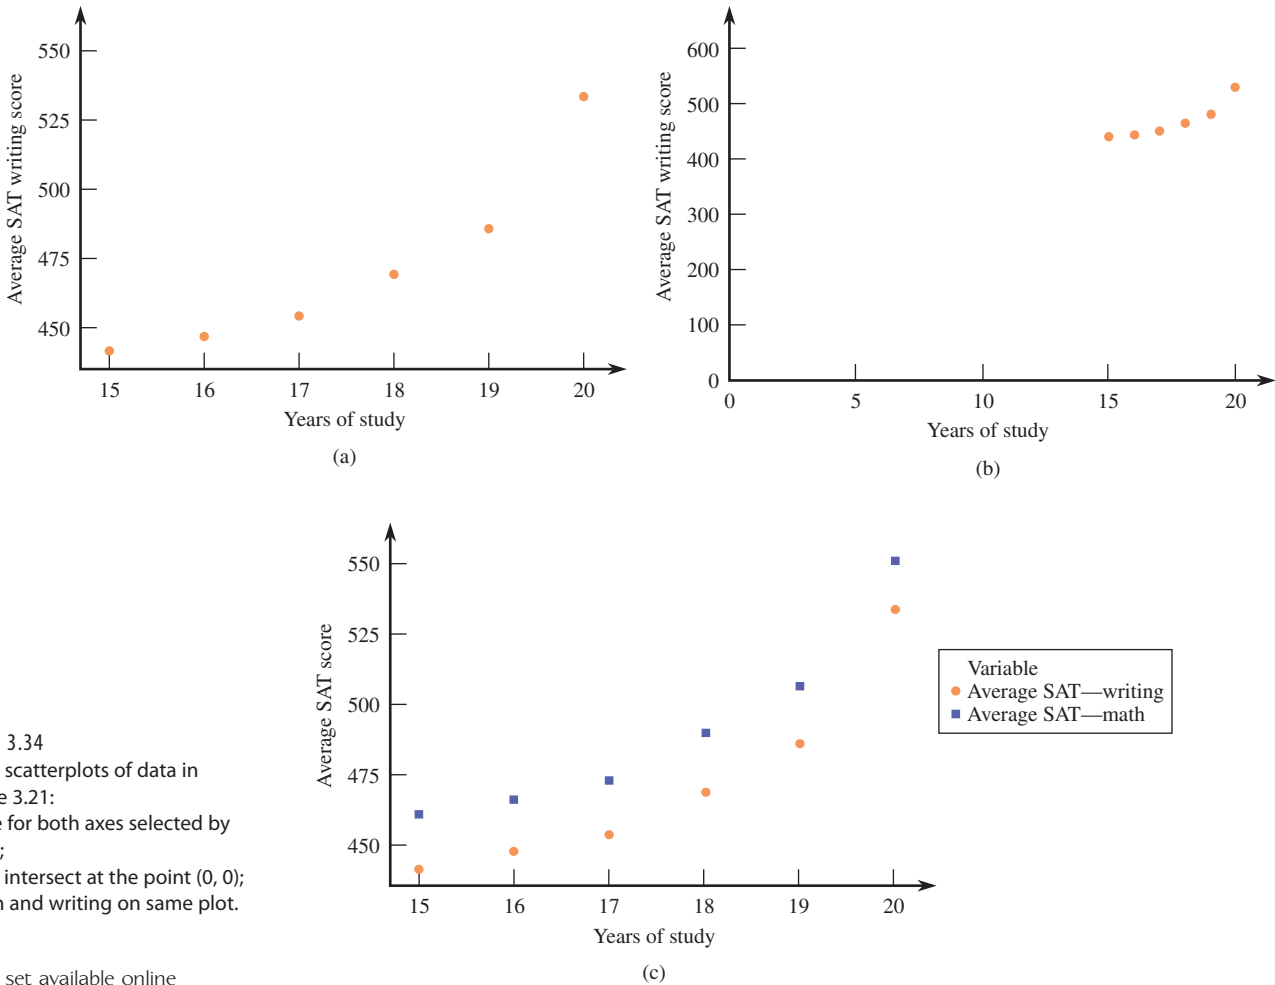 550
525
500
475
450
Average SAT writing score
15 16 17 18 19 20
Years of study
(a)
600
500
400
300
200
100
0
Average SAT writing score
0 5 10 15 20
Years of study
(b)
550
525
500
475
450
Average SAT score
15 16 17 18 19 20
Years of study
(c)
Variable
Average SAT—writing
Average SAT—math
3.34
scatterplots of data in
e 3.21:
e for both axes selected by
;
intersect at the point (0, 0);
n and writing on same plot.
set available online